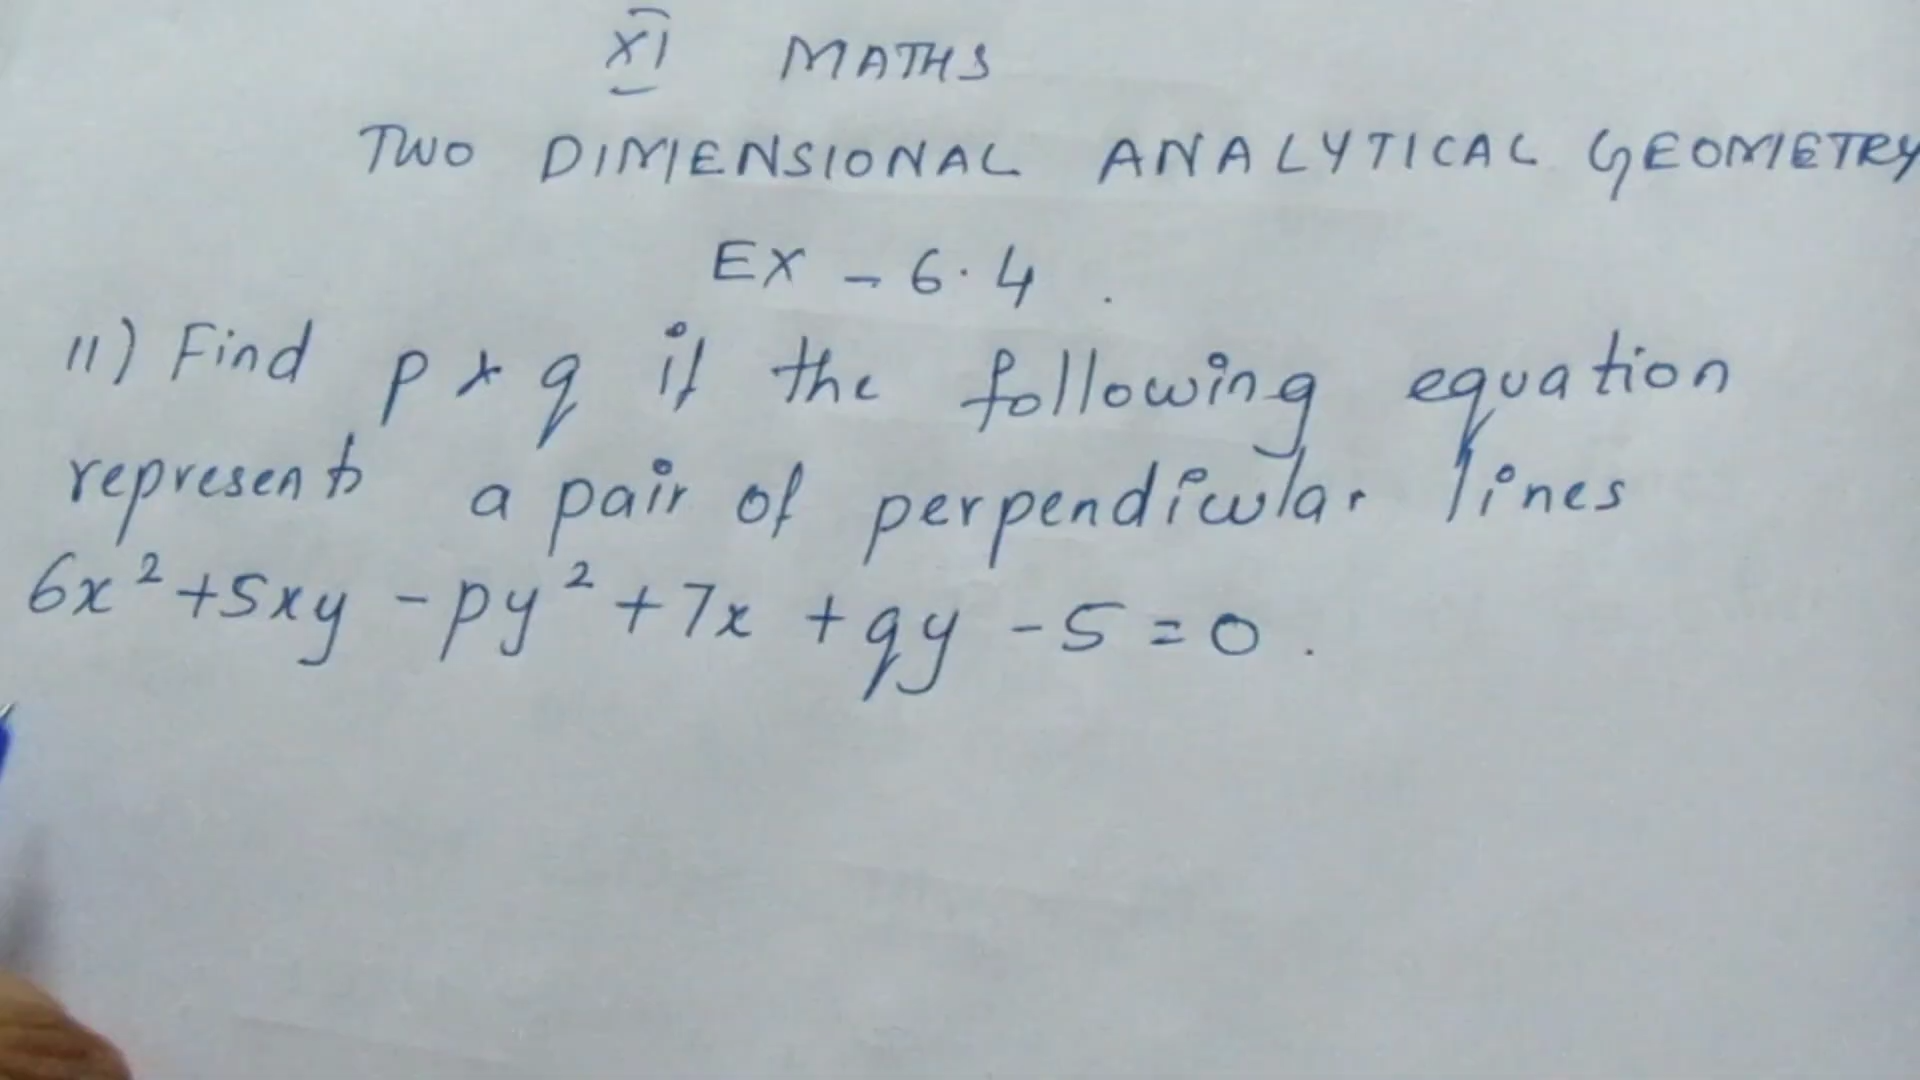 XI MATHS
TWO DIMENSIONAL ANALYTICAL GEOMETRY
EX - 6.4 .
11) Find p & q if the following equation
represents a pair of perpendicular lines
6x² + 5xy - py² + 7x + qy - 5 = 0 .